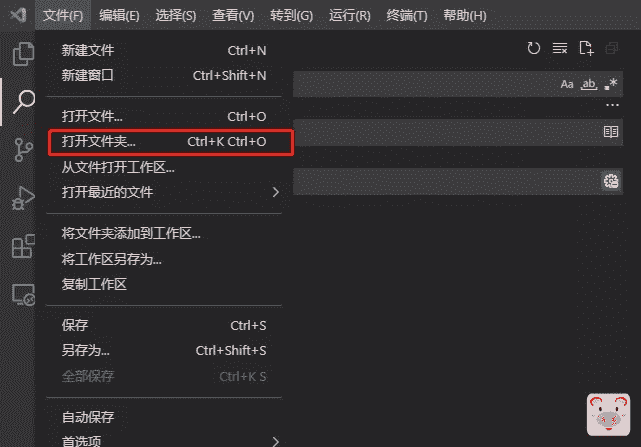 文件(F) 编辑(E) 选择(S) 查看(V) 转到(G) 运行(R) 终端(T) 帮助(H)
新建文件 Ctrl+N
新建窗口 Ctrl+Shift+N
Aa ab .*
打开文件... Ctrl+O
打开文件夹... Ctrl+K Ctrl+O
从文件打开工作区...
打开最近的文件
将文件夹添加到工作区...
将工作区另存为...
复制工作区
保存 Ctrl+S
另存为... Ctrl+Shift+S
全部保存 Ctrl+K S
自动保存
首选项